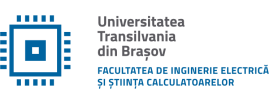 Universitatea
Transilvania
din Brașov
FACULTATEA DE INGINERIE ELECTRICĂ
ȘI ȘTIINȚA CALCULATOARELOR